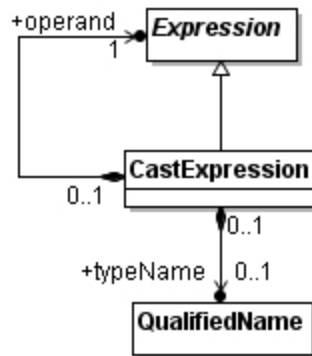 +operand
Expression
1
CastExpression
0..1
0..1
+typeName
0..1
QualifiedName